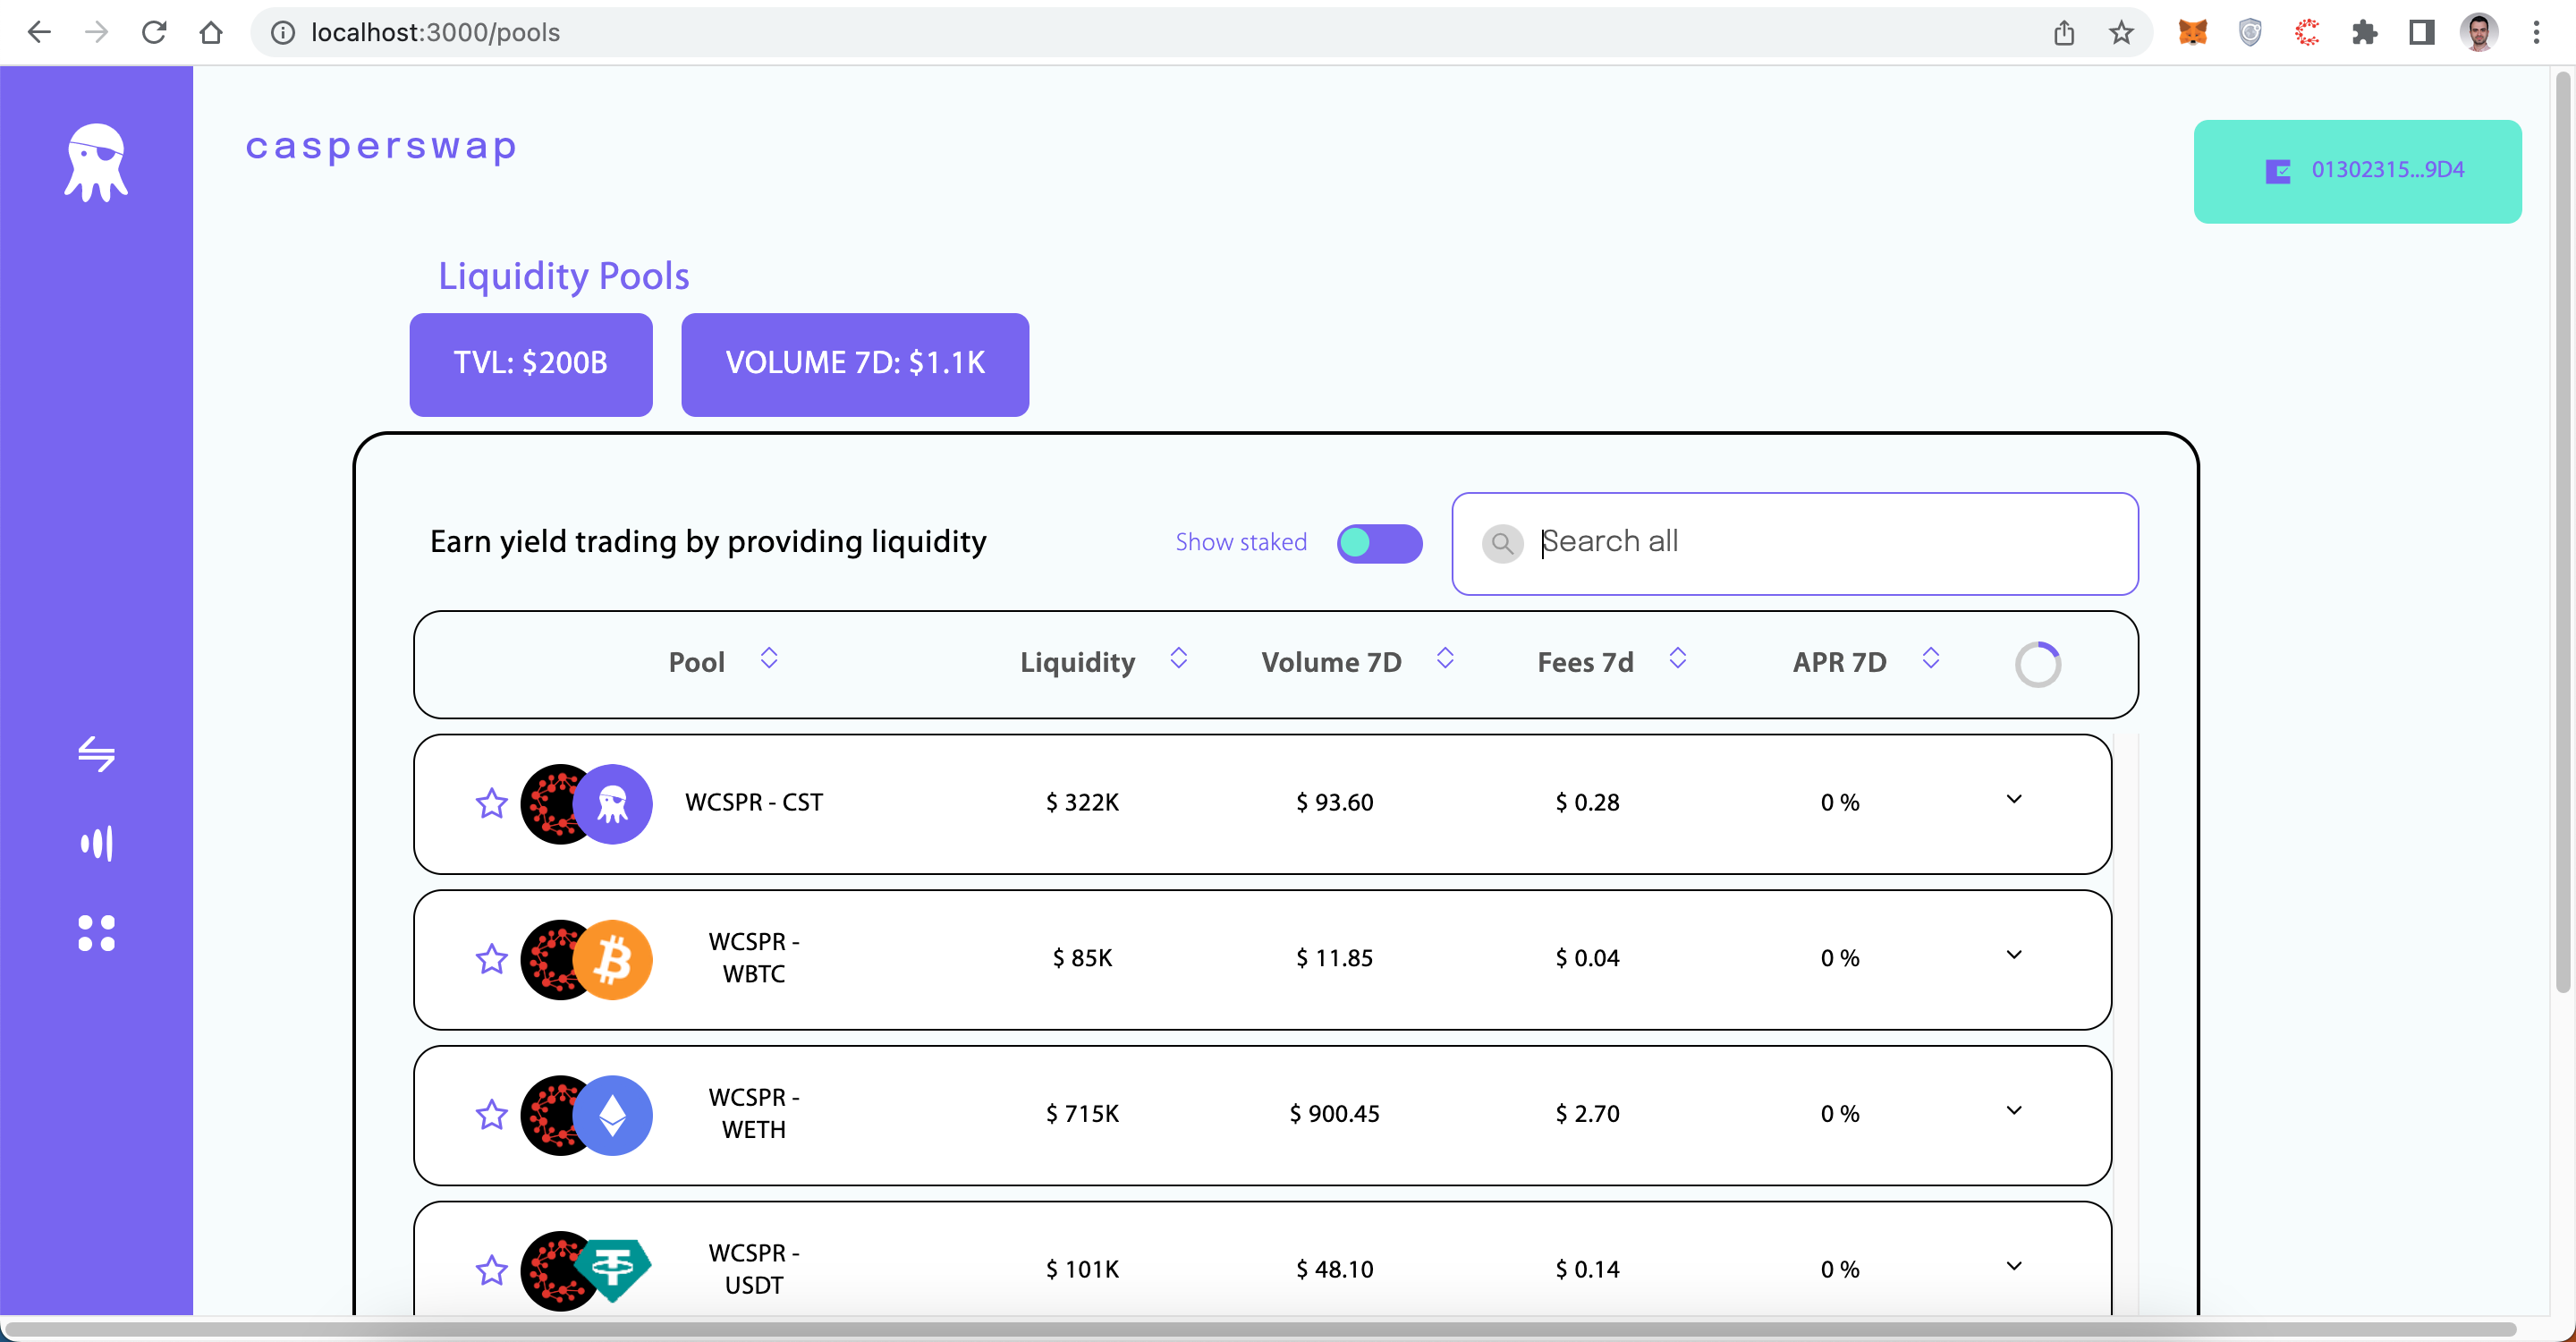 localhost:3000/pools
casperswap
01302315...9D4
Liquidity Pools
TVL: $200B
VOLUME 7D: $1.1K
Earn yield trading by providing liquidity
Show staked
Search all
Pool
Liquidity
Volume 7D
Fees 7d
APR 7D
WCSPR - CST
$ 322K
$ 93.60
$ 0.28
0 %
WCSPR -
WBTC
$ 85K
$ 11.85
$ 0.04
0 %
WCSPR -
WETH
$ 715K
$ 900.45
$ 2.70
0 %
WCSPR -
USDT
$ 101K
$ 48.10
$ 0.14
0 %